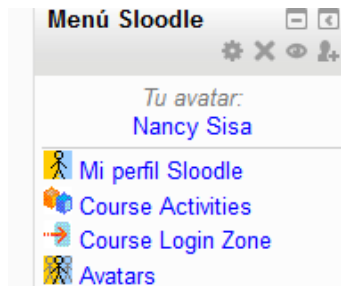 Menú Sloodle
Tu avatar:
Nancy Sisa
Mi perfil Sloodle
Course Activities
Course Login Zone
Avatars